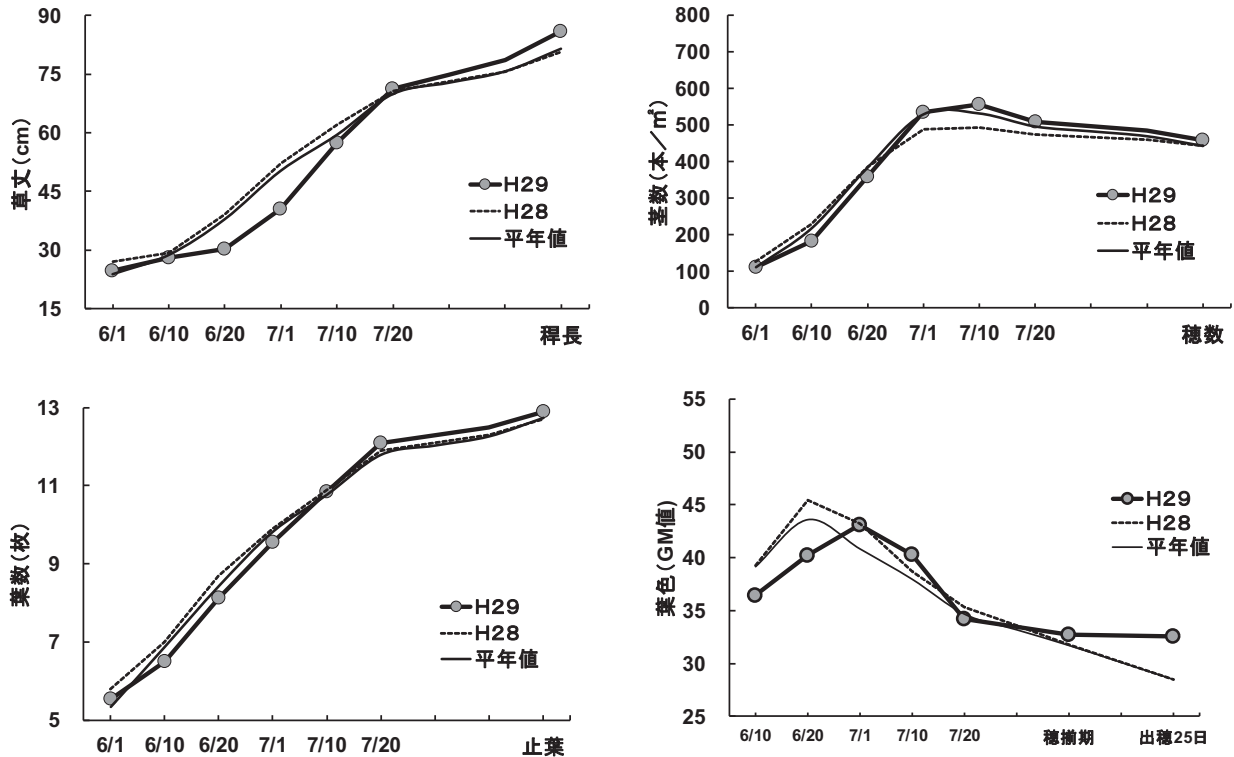 草丈(cm)
90
75
60
45
30
15
H29
H28
平年値
6/1 6/10 6/20 7/1 7/10 7/20 稈長
茎数(本/㎡)
800
700
600
500
400
300
200
100
0
H29
H28
平年値
6/1 6/10 6/20 7/1 7/10 7/20 穂数
葉数(枚)
13
11
9
7
5
H29
H28
平年値
6/1 6/10 6/20 7/1 7/10 7/20 止葉
葉色(GM値)
55
50
45
40
35
30
25
H29
H28
平年値
6/10 6/20 7/1 7/10 7/20 穂揃期 出穂25日